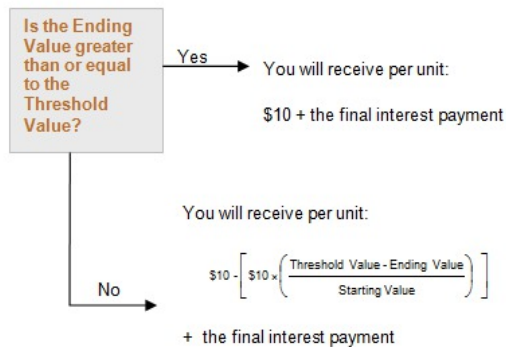 Is the Ending
Value greater
than or equal
to the
Threshold
Value?
Yes
You will receive per unit:
$10 + the final interest payment
You will receive per unit:
$10 - [ $10 × ( Threshold Value - Ending Value
Starting Value ) ]
No
+ the final interest payment